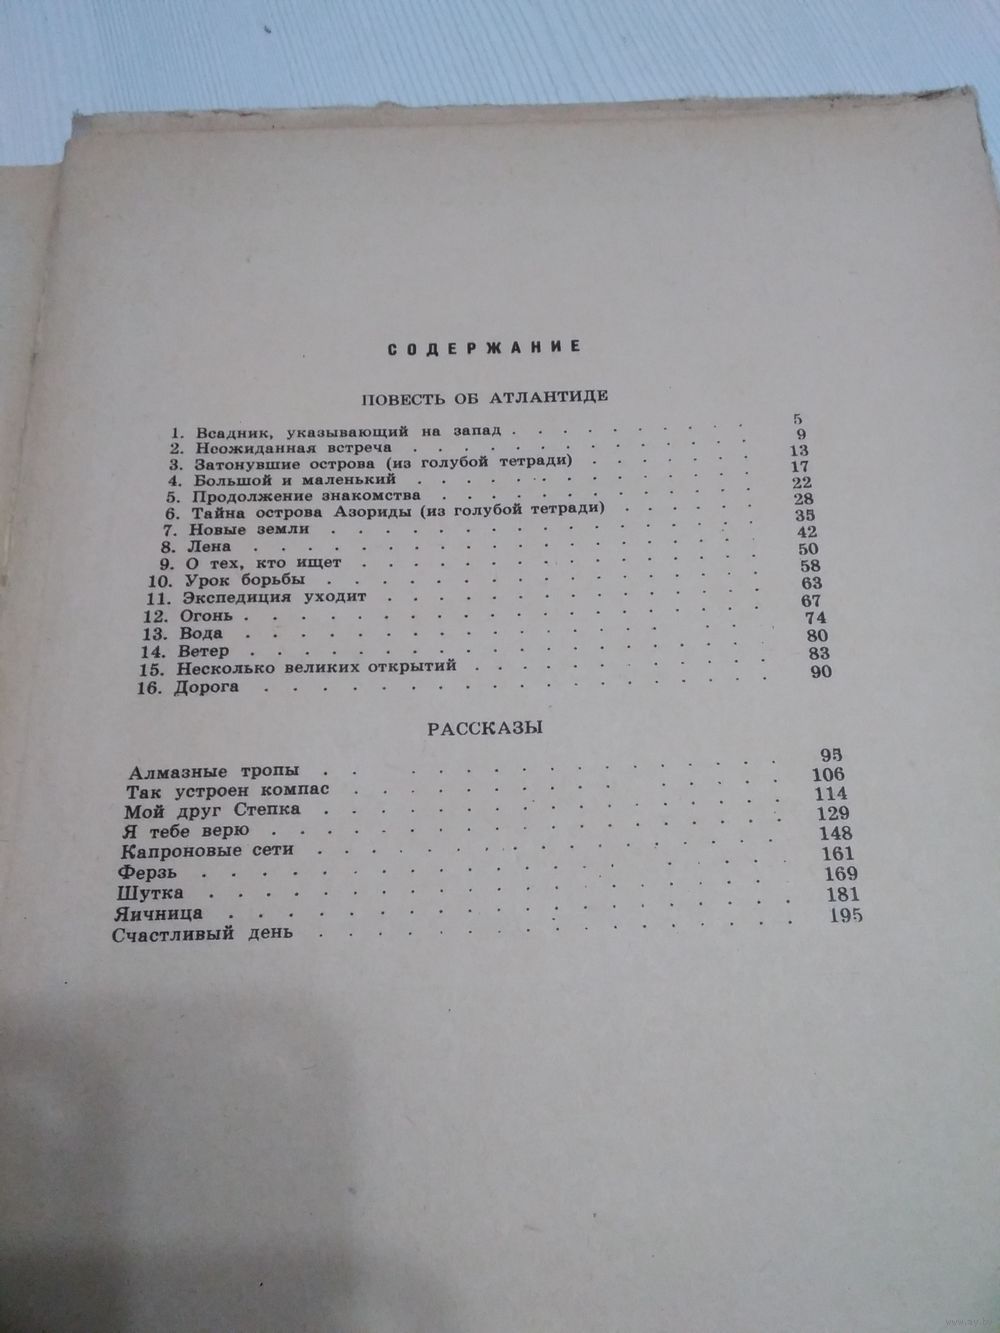 СОДЕРЖАНИЕ
ПОВЕСТЬ ОБ АТЛАНТИДЕ
1. Всадник, указывающий на запад . . . . . . . . . 5
2. Неожиданная встреча . . . . . . . . . . . 9
3. Затонувшие острова (из голубой тетради) . . . . . . 13
4. Большой и маленький . . . . . . . . . . . 17
5. Продолжение знакомства . . . . . . . . . . 22
6. Тайна острова Азориды (из голубой тетради) . . . . . 28
7. Новые земли . . . . . . . . . . . . . 35
8. Лена . . . . . . . . . . . . . . . 42
9. О тех, кто ищет . . . . . . . . . . . . 50
10. Урок борьбы . . . . . . . . . . . . . 58
11. Экспедиция уходит . . . . . . . . . . . 63
12. Огонь . . . . . . . . . . . . . . . 67
13. Вода . . . . . . . . . . . . . . . 74
14. Ветер . . . . . . . . . . . . . . . 80
15. Несколько великих открытий . . . . . . . . . 83
16. Дорога . . . . . . . . . . . . . . 90
РАССКАЗЫ
Алмазные тропы . . . . . . . . . . . . . 95
Так устроен компас . . . . . . . . . . . . 106
Мой друг Степка . . . . . . . . . . . . . 114
Я тебе верю . . . . . . . . . . . . . . 129
Капроновые сети . . . . . . . . . . . . . 148
Ферзь . . . . . . . . . . . . . . . . 161
Шутка . . . . . . . . . . . . . . . . 169
Яичница . . . . . . . . . . . . . . . 181
Счастливый день . . . . . . . . . . . . . 195
www.ay.by